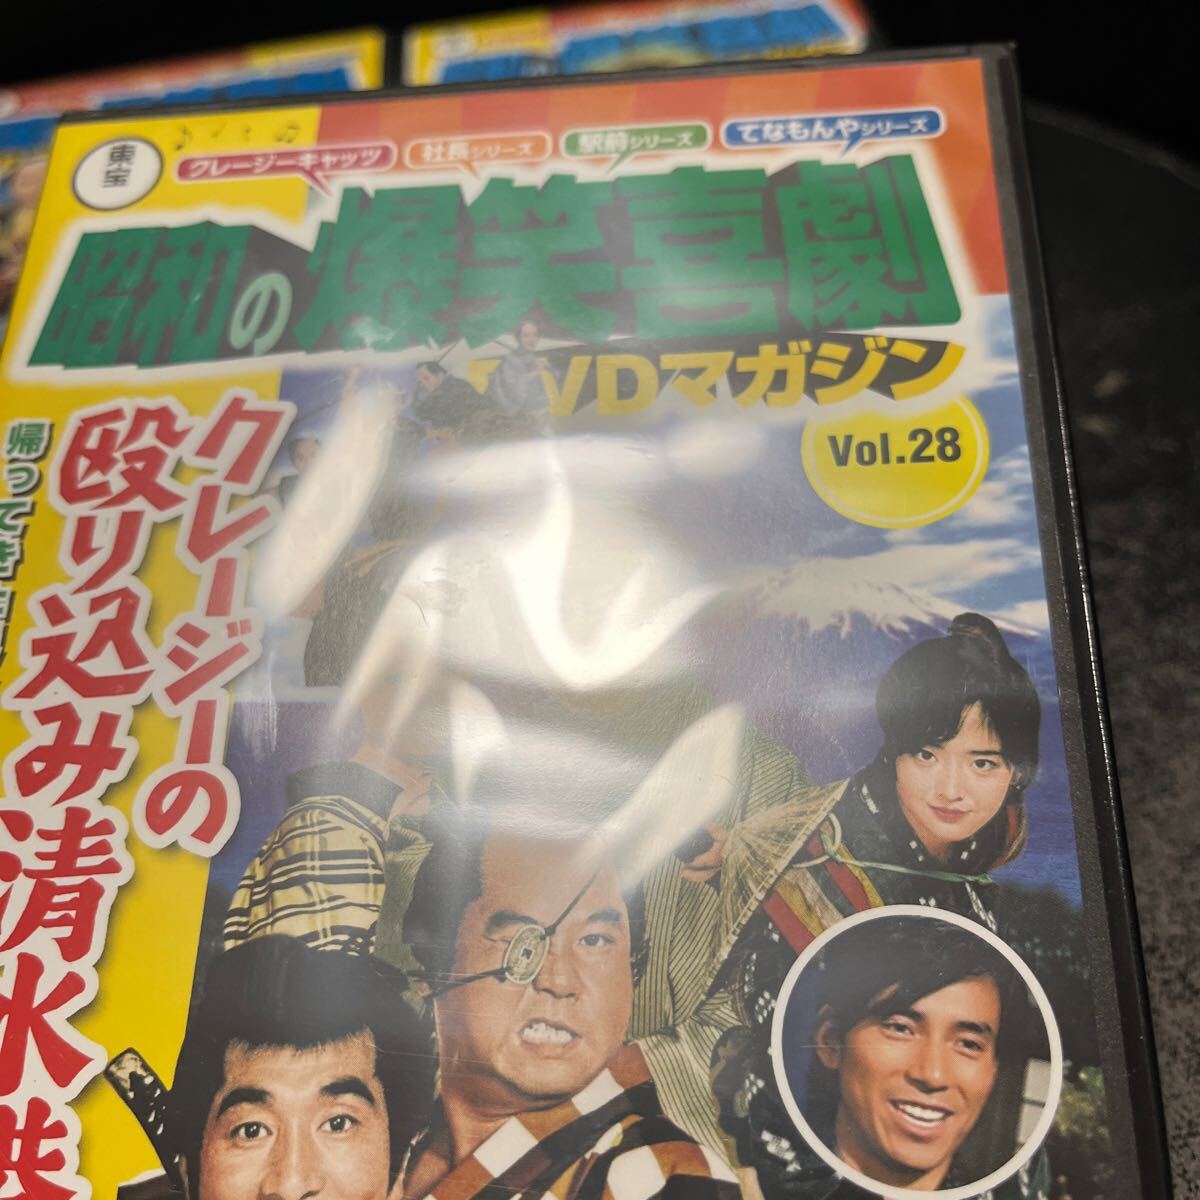 東宝
クレージーキャッツ
社長シリーズ
駅前シリーズ
てなもんやシリーズ
昭和の爆笑喜劇
DVDマガジン
Vol.28
クレージーの
殴り込み清水
帰ってき